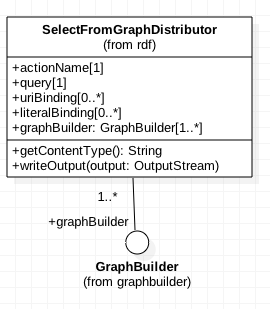 SelectFromGraphDistributor
(from rdf)
+actionName[1]
+query[1]
+uriBinding[0..*]
+literalBinding[0..*]
+graphBuilder: GraphBuilder[1..*]
+getContentType(): String
+writeOutput(output: OutputStream)
1..*
+graphBuilder
GraphBuilder
(from graphbuilder)